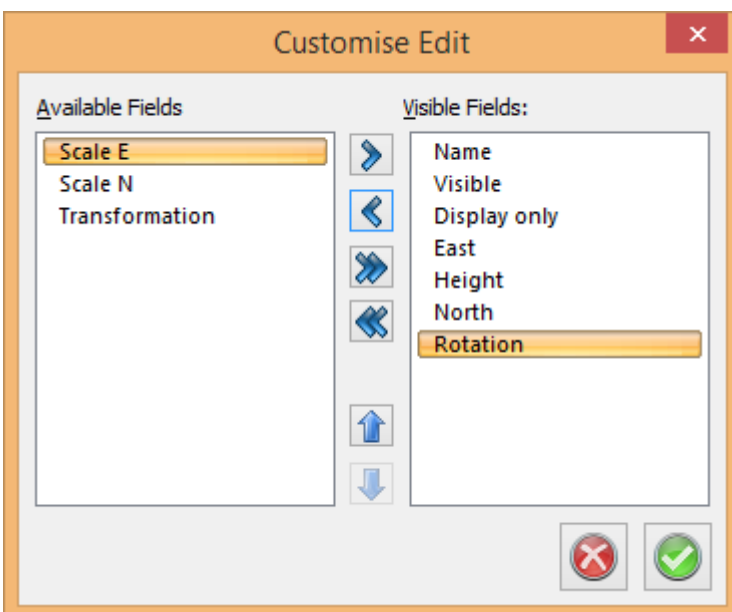 Customise Edit
Available Fields
Scale E
Scale N
Transformation
Visible Fields:
Name
Visible
Display only
East
Height
North
Rotation